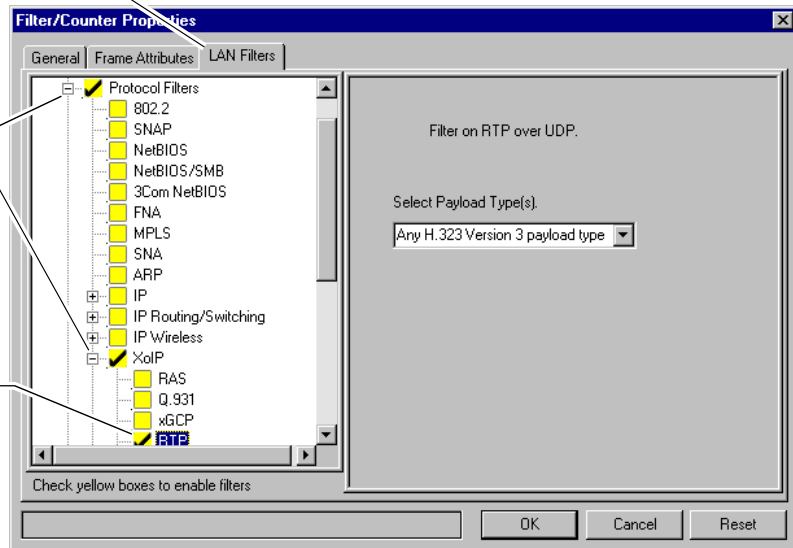 Filter/Counter Properties
General
Frame Attributes
LAN Filters
Protocol Filters
802.2
SNAP
NetBIOS
NetBIOS/SMB
3Com NetBIOS
FNA
MPLS
SNA
ARP
IP
IP Routing/Switching
IP Wireless
XoIP
RAS
Q.931
xGCP
RTP
Check yellow boxes to enable filters
Filter on RTP over UDP.
Select Payload Type(s).
Any H.323 Version 3 payload type
OK
Cancel
Reset